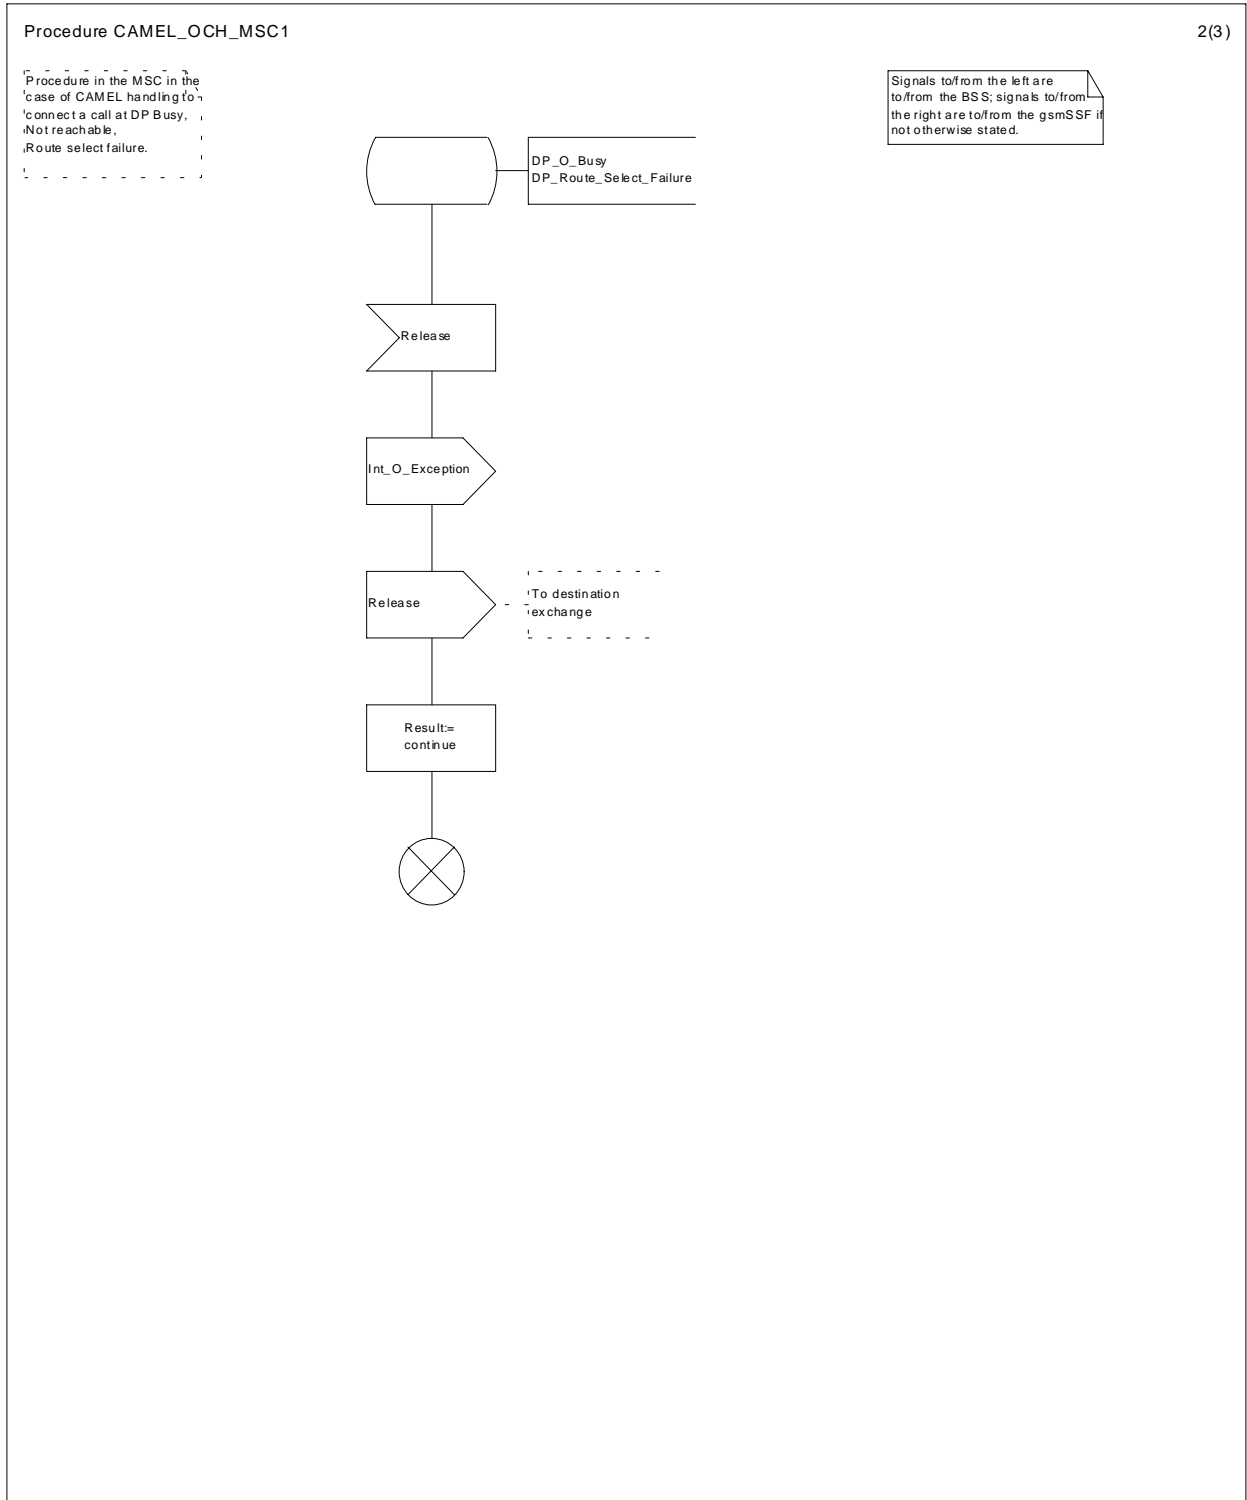 Procedure CAMEL_OCH_MSC1
2(3)
Procedure in the MSC in the
case of CAMEL handling to
connect a call at DP Busy,
Not reachable,
Route select failure.
Signals to/from the left are
to/from the BSS; signals to/from
the right are to/from the gsmSSF if
not otherwise stated.
DP_O_Busy
DP_Route_Select_Failure
Release
Int_O_Exception
Release
To destination
exchange
Result:=
continue